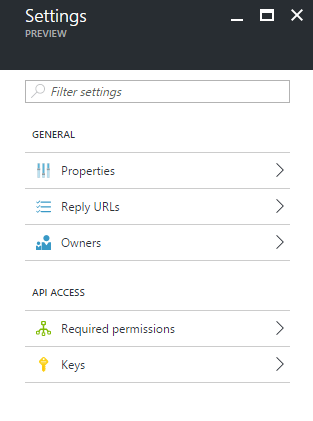 Settings
PREVIEW
Filter settings
GENERAL
Properties
Reply URLs
Owners
API ACCESS
Required permissions
Keys